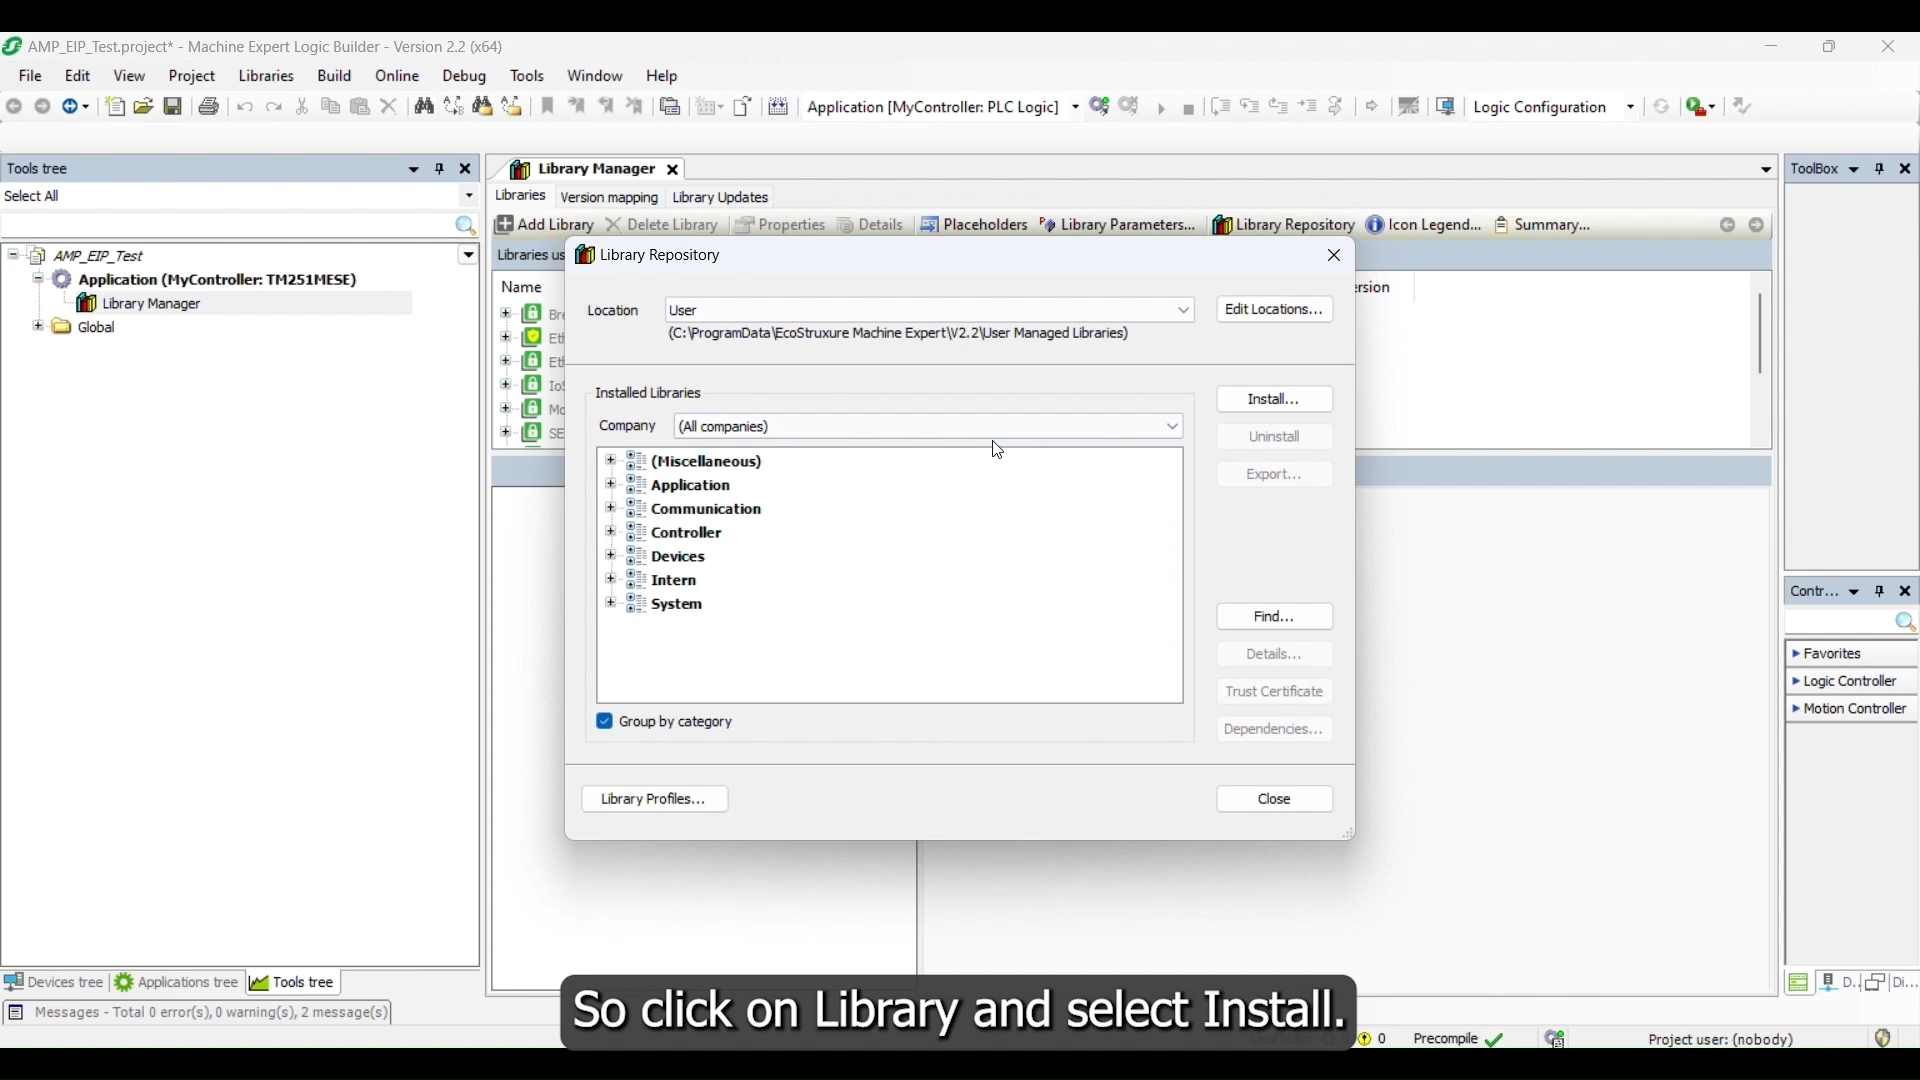 AMP_EIP_Test.project* - Machine Expert Logic Builder - Version 2.2 (x64)
File Edit View Project Libraries Build Online Debug Tools Window Help
Application [MyController: PLC Logic] Logic Configuration
Tools tree
Select All
AMP_EIP_Test
Application (MyController: TM251MESE)
Library Manager
Global
Library Manager
Libraries Version mapping Library Updates
Add Library Delete Library Properties Details Placeholders Library Parameters... Library Repository Icon Legend... Summary...
Libraries us
Name
ersion
Library Repository
Location User Edit Locations...
(C:\ProgramData\EcoStruxure Machine Expert\V2.2\User Managed Libraries)
Installed Libraries
Company (All companies)
(Miscellaneous)
Application
Communication
Controller
Devices
Intern
System
Group by category
Install...
Uninstall
Export...
Find...
Details...
Trust Certificate
Dependencies...
Library Profiles... Close
ToolBox
Contr...
Favorites
Logic Controller
Motion Controller
D... Di...
Devices tree Applications tree Tools tree
Messages - Total 0 error(s), 0 warning(s), 2 message(s)
So click on Library and select Install.
0 Precompile Project user: (nobody)